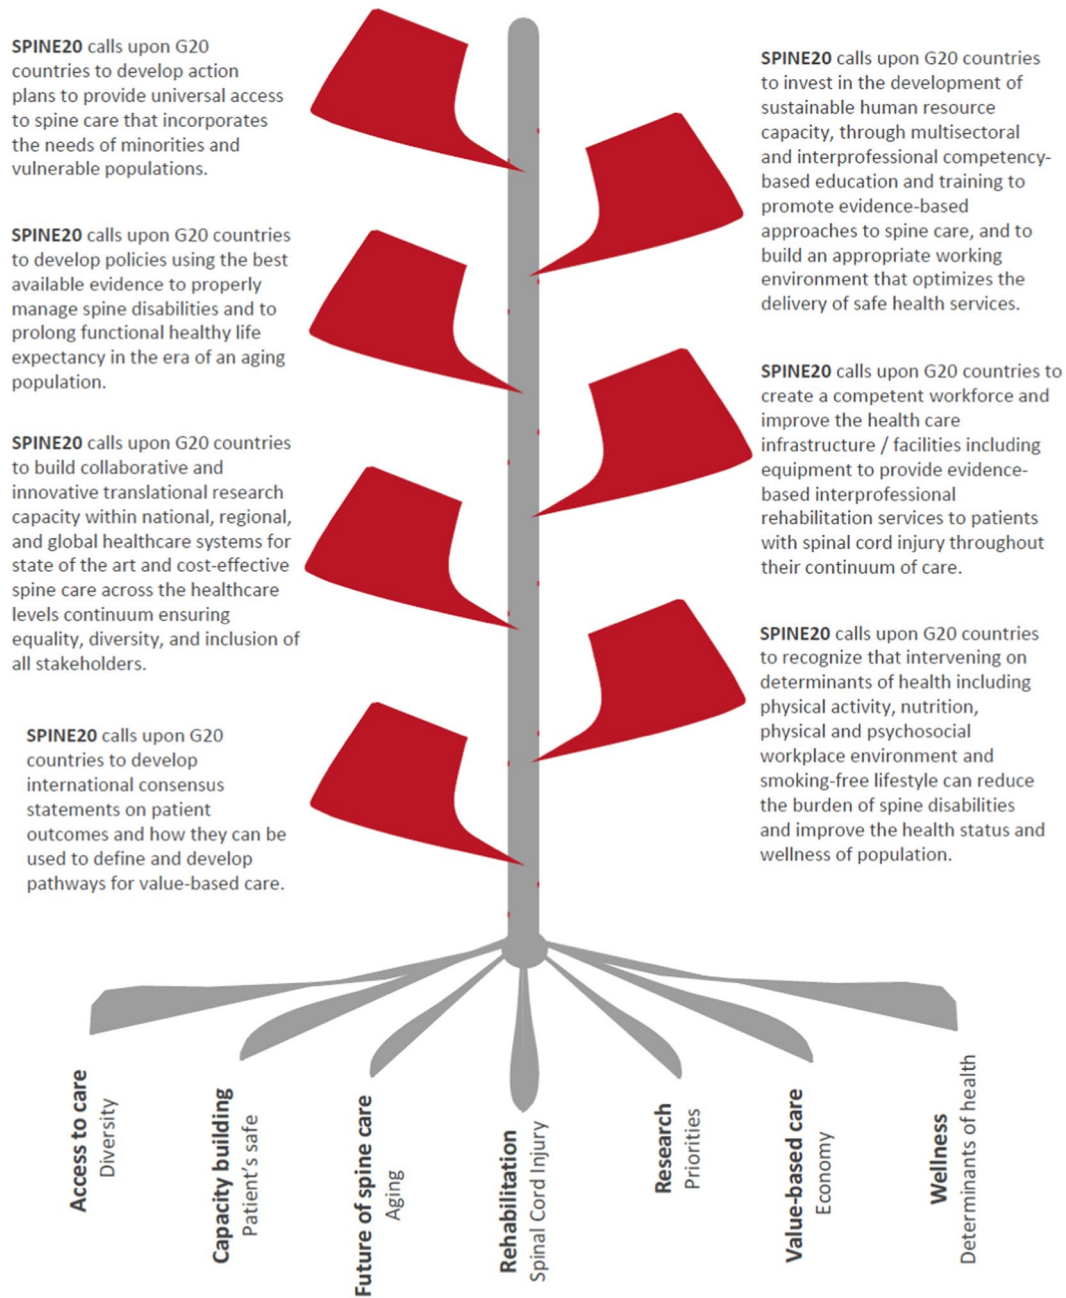 SPINE20 calls upon G20
countries to develop action
plans to provide universal access
to spine care that incorporates
the needs of minorities and
vulnerable populations.
SPINE20 calls upon G20 countries
to invest in the development of
sustainable human resource
capacity, through multisectoral
and interprofessional competency-
based education and training to
promote evidence-based
approaches to spine care, and to
build an appropriate working
environment that optimizes the
delivery of safe health services.
SPINE20 calls upon G20 countries
to develop policies using the best
available evidence to properly
manage spine disabilities and to
prolong functional healthy life
expectancy in the era of an aging
population.
SPINE20 calls upon G20 countries to
create a competent workforce and
improve the health care
infrastructure / facilities including
equipment to provide evidence-
based interprofessional
rehabilitation services to patients
with spinal cord injury throughout
their continuum of care.
SPINE20 calls upon G20 countries
to build collaborative and
innovative translational research
capacity within national, regional,
and global healthcare systems for
state of the art and cost-effective
spine care across the healthcare
levels continuum ensuring
equality, diversity, and inclusion of
all stakeholders.
SPINE20 calls upon G20 countries
to recognize that intervening on
determinants of health including
physical activity, nutrition,
physical and psychosocial
workplace environment and
smoking-free lifestyle can reduce
the burden of spine disabilities
and improve the health status and
wellness of population.
SPINE20 calls upon G20
countries to develop
international consensus
statements on patient
outcomes and how they can be
used to define and develop
pathways for value-based care.
Access to care
Diversity
Capacity building
Patient's safe
Future of spine care
Aging
Rehabilitation
Spinal Cord Injury
Research
Priorities
Value-based care
Economy
Wellness
Determinants of health